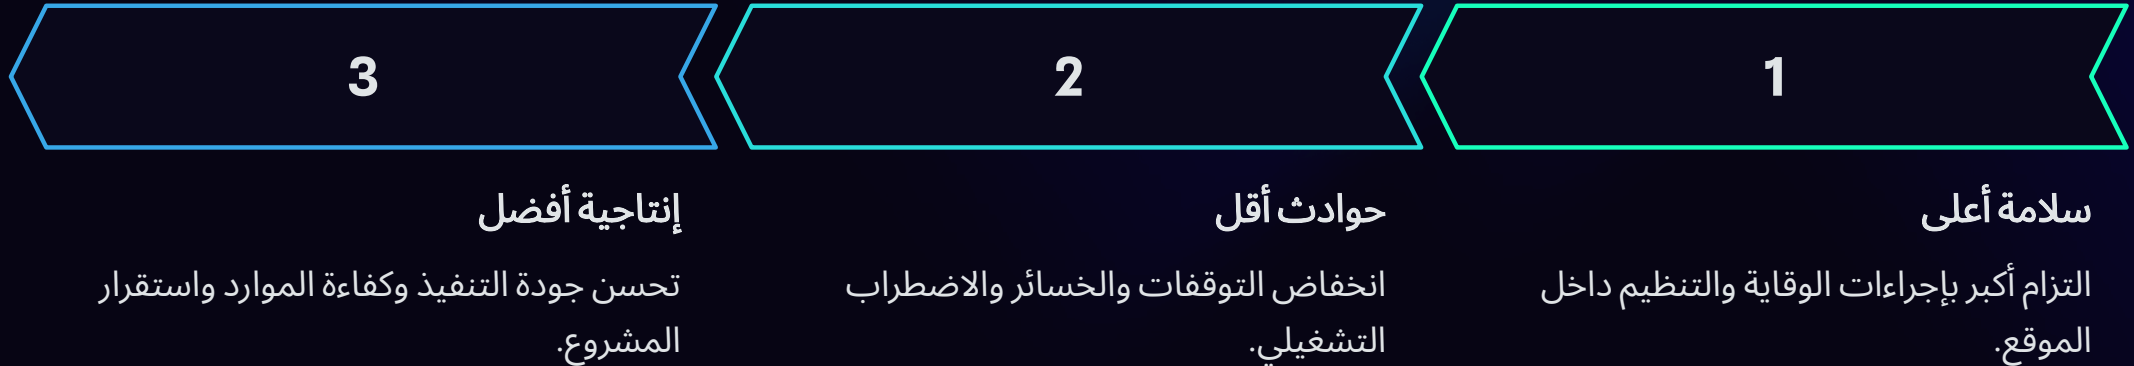 1
سلامة أعلى
التزام أكبر بإجراءات الوقاية والتنظيم داخل
الموقع.
2
حوادث أقل
انخفاض التوقفات والخسائر والاضطراب
التشغيلي.
3
إنتاجية أفضل
تحسن جودة التنفيذ وكفاءة الموارد واستقرار
المشروع.